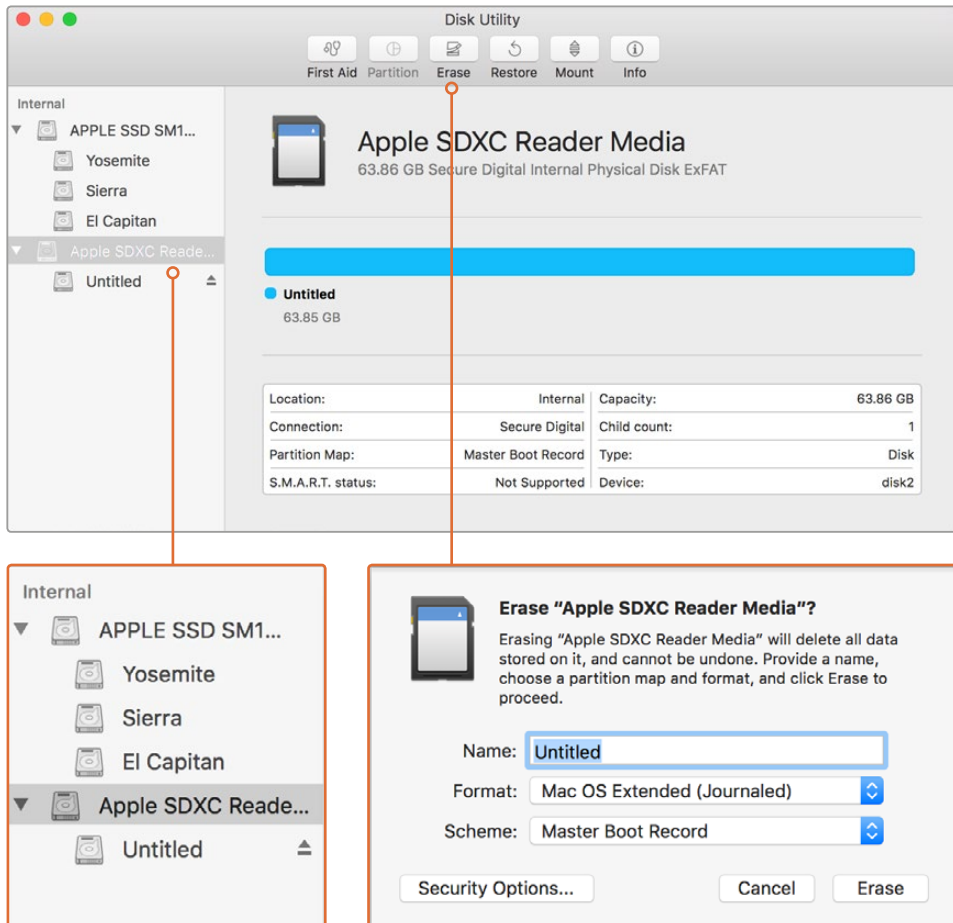 Disk Utility
First Aid Partition Erase Restore Mount Info
Internal
APPLE SSD SM1...
Yosemite
Sierra
El Capitan
Apple SDXC Reade...
Untitled
Apple SDXC Reader Media
63.86 GB Secure Digital Internal Physical Disk ExFAT
Untitled
63.85 GB
Location: Internal Capacity: 63.86 GB
Connection: Secure Digital Child count: 1
Partition Map: Master Boot Record Type: Disk
S.M.A.R.T. status: Not Supported Device: disk2
Internal
APPLE SSD SM1...
Yosemite
Sierra
El Capitan
Apple SDXC Reade...
Untitled
Erase “Apple SDXC Reader Media”?
Erasing “Apple SDXC Reader Media” will delete all data
stored on it, and cannot be undone. Provide a name,
choose a partition map and format, and click Erase to
proceed.
Name: Untitled
Format: Mac OS Extended (Journaled)
Scheme: Master Boot Record
Security Options... Cancel Erase